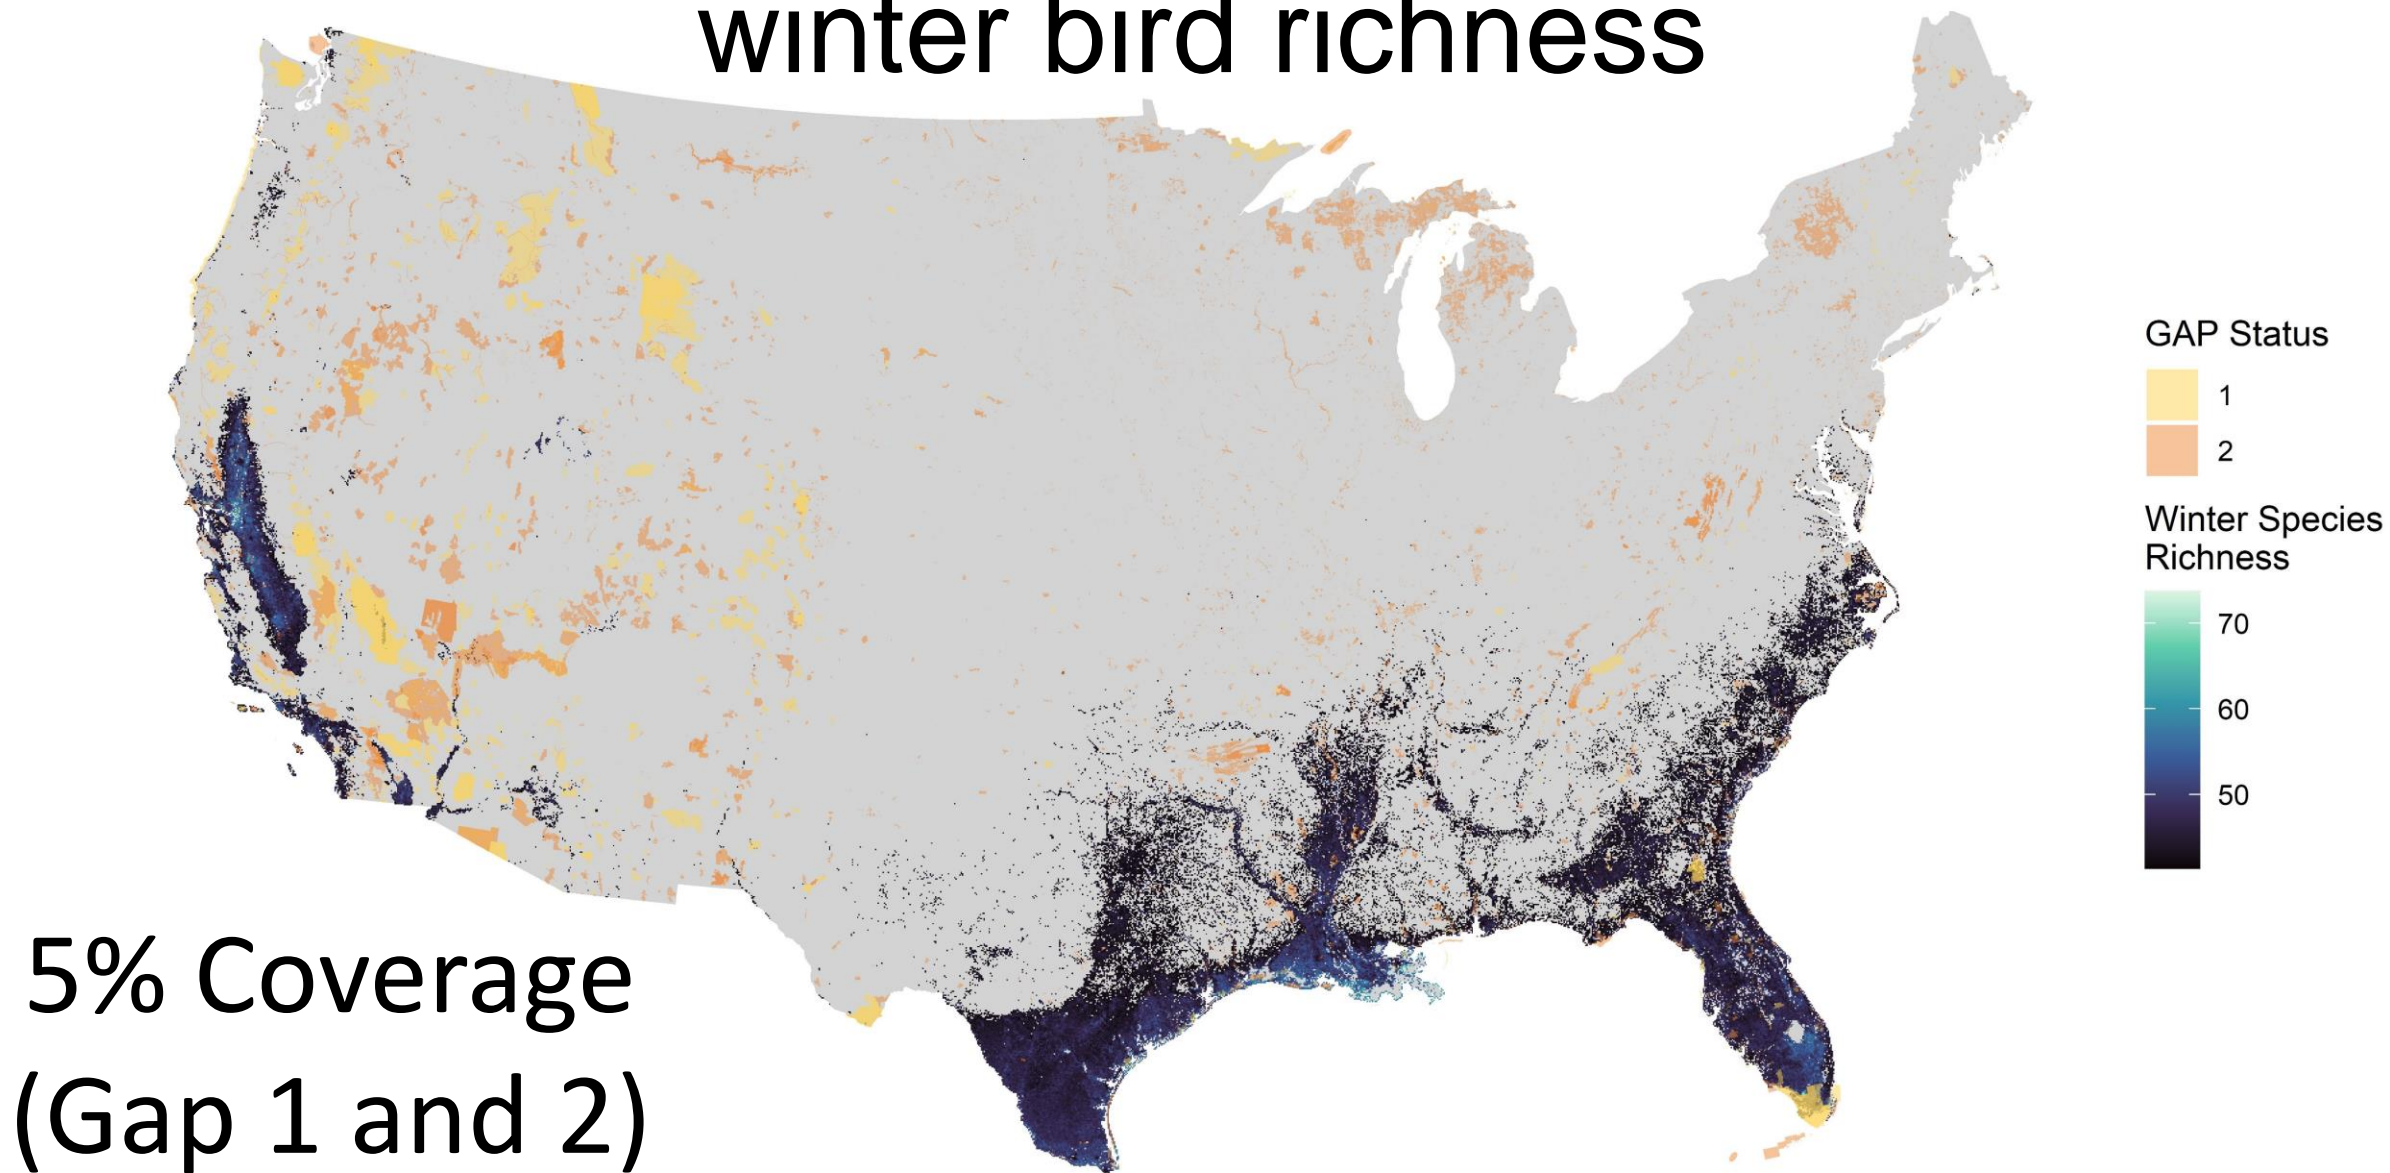 winter bird richness
GAP Status
1
2
Winter Species
Richness
70
60
50
5% Coverage
(Gap 1 and 2)